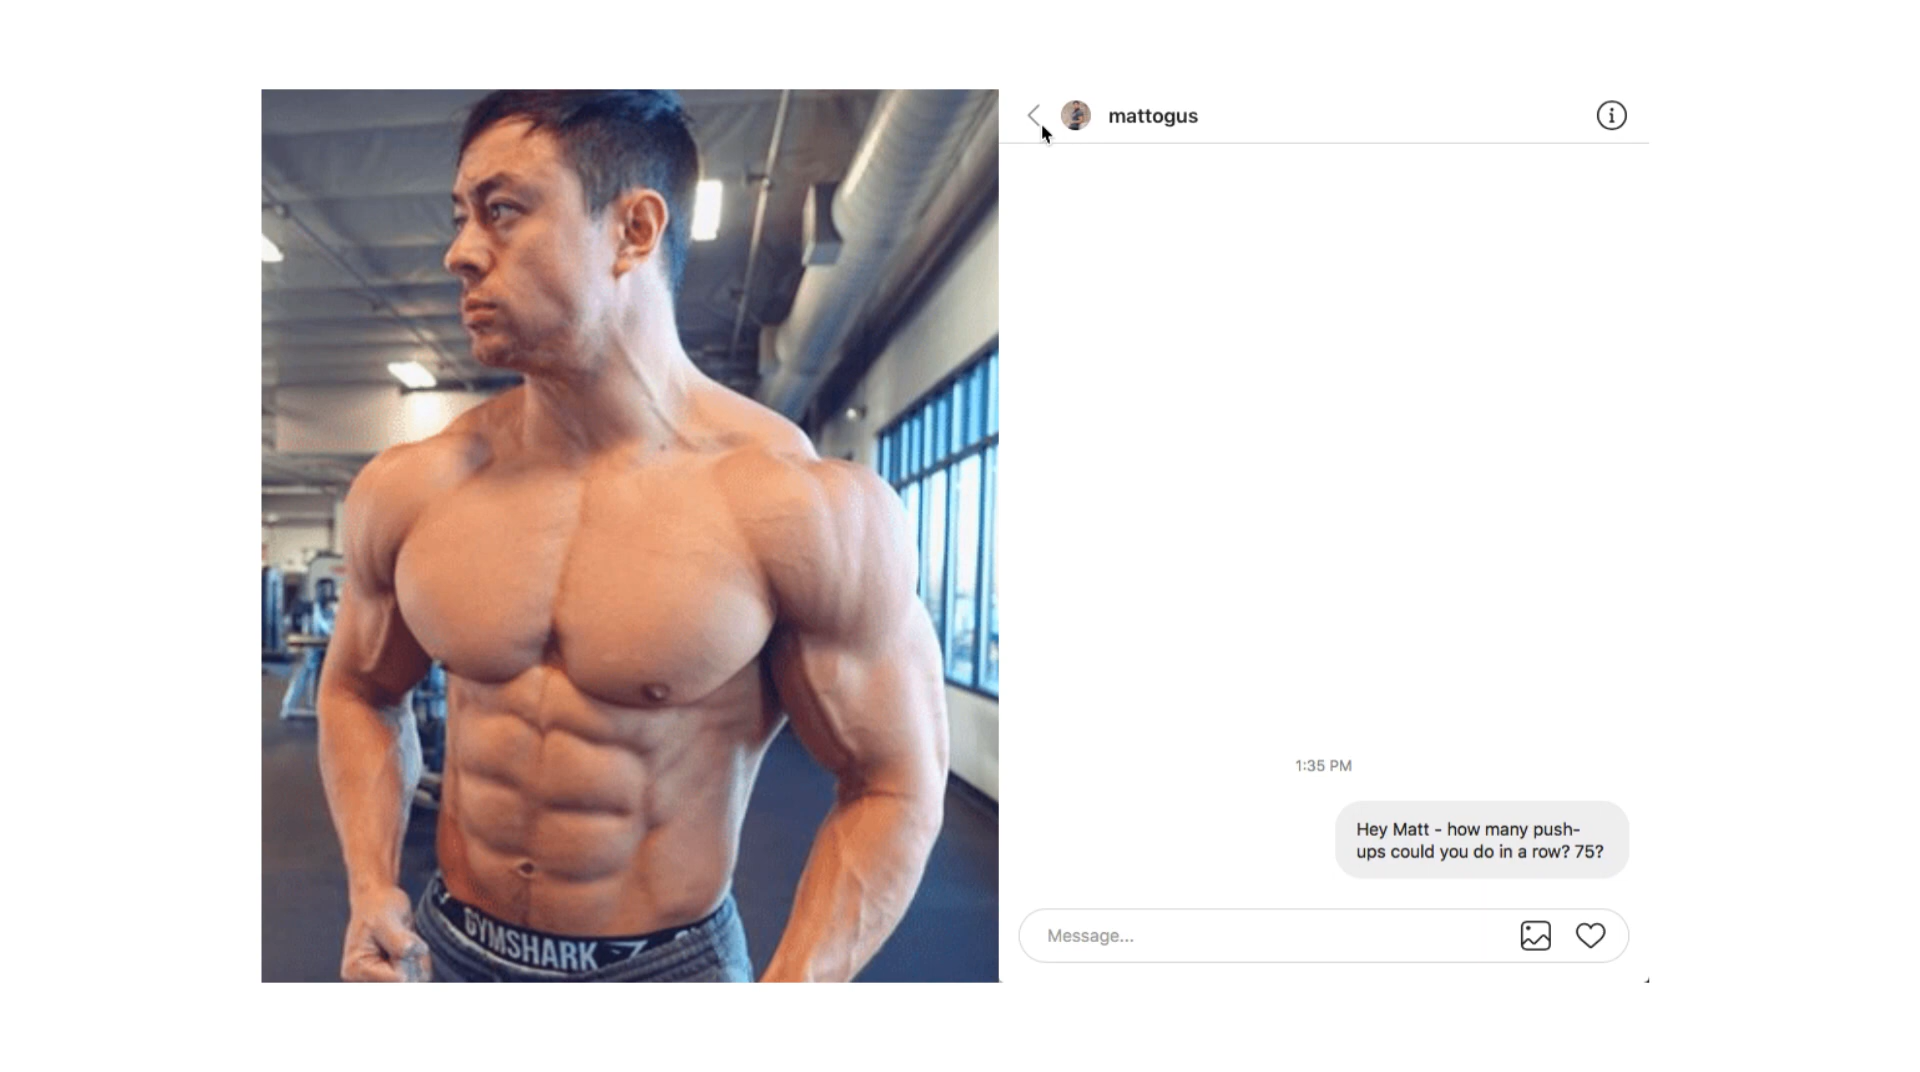 mattogus
1:35 PM
Hey Matt - how many push-
ups could you do in a row? 75?
Message...
GYMSHARK